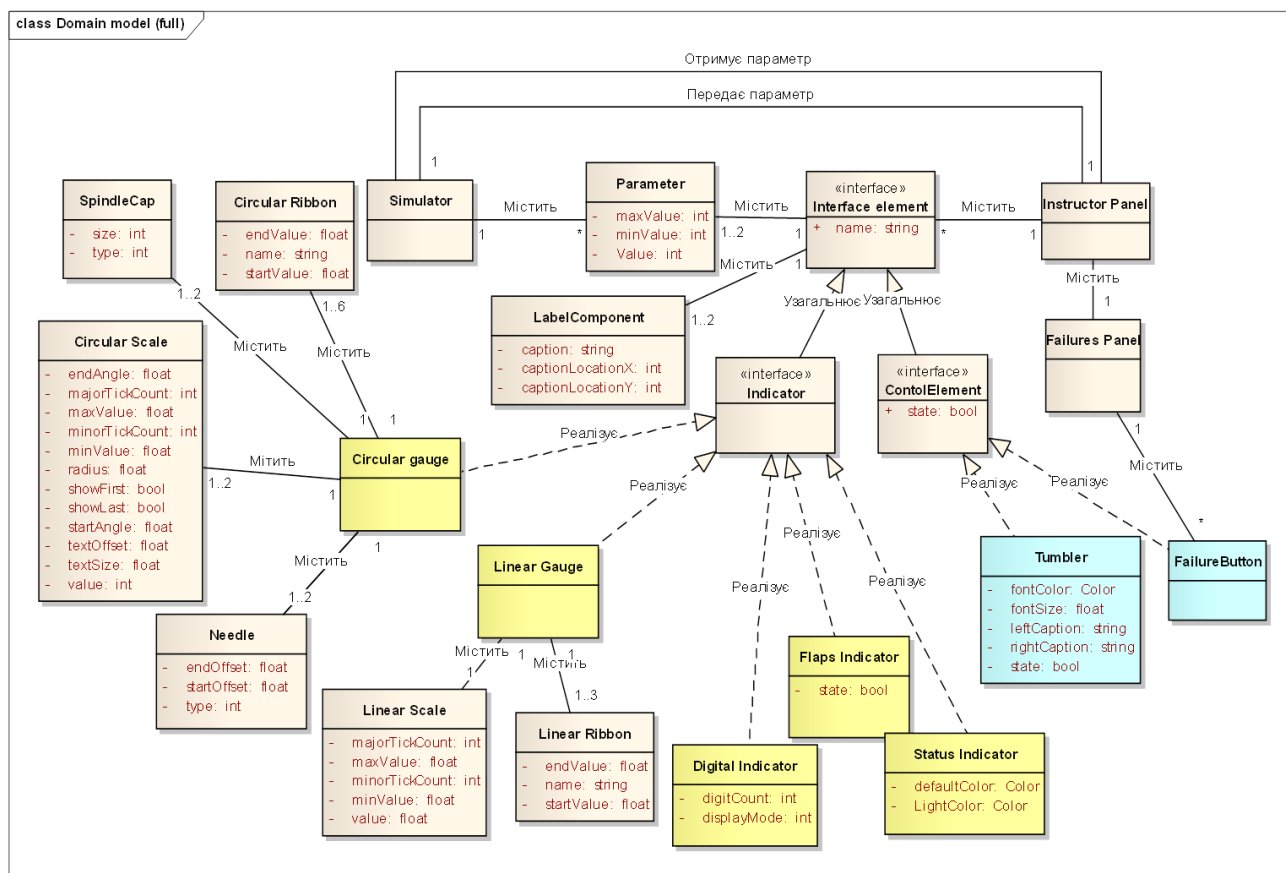 class Domain model (full)
Отримує параметр
Передає параметр
1
1
SpindleCap
- size: int
- type: int
Circular Ribbon
- endValue: float
- name: string
- startValue: float
Simulator
Містить
1
*
Parameter
- maxValue: int
- minValue: int
- Value: int
Містить
1..2
1
«interface»
Interface element
+ name: string
Містить
*
1
Instructor Panel
Містить
1
1..2
LabelComponent
- caption: string
- captionLocationX: int
- captionLocationY: int
Узагальнює
Узагальнює
Містить
1
Failures Panel
1..2
Містить
1..6
Містить
1
1
Circular Scale
- endAngle: float
- majorTickCount: int
- maxValue: float
- minorTickCount: int
- minValue: float
- radius: float
- showFirst: bool
- showLast: bool
- startAngle: float
- textOffset: float
- textSize: float
- value: int
Мітить
1..2
1
Circular gauge
Реалізує
«interface»
Indicator
«interface»
ContolElement
+ state: bool
1
Містить
*
Реалізує
Реалізує
Реалізує
1
Містить
1..2
Needle
- endOffset: float
- startOffset: float
- type: int
Linear Gauge
Реалізує
Реалізує
Реалізує
Tumbler
- fontColor: Color
- fontSize: float
- leftCaption: string
- rightCaption: string
- state: bool
FailureButton
Містить
1
1
Містить
1
1..3
Flaps Indicator
- state: bool
Linear Scale
- majorTickCount: int
- maxValue: float
- minorTickCount: int
- minValue: float
- value: float
Linear Ribbon
- endValue: float
- name: string
- startValue: float
Digital Indicator
- digitCount: int
- displayMode: int
Status Indicator
- defaultColor: Color
- LightColor: Color